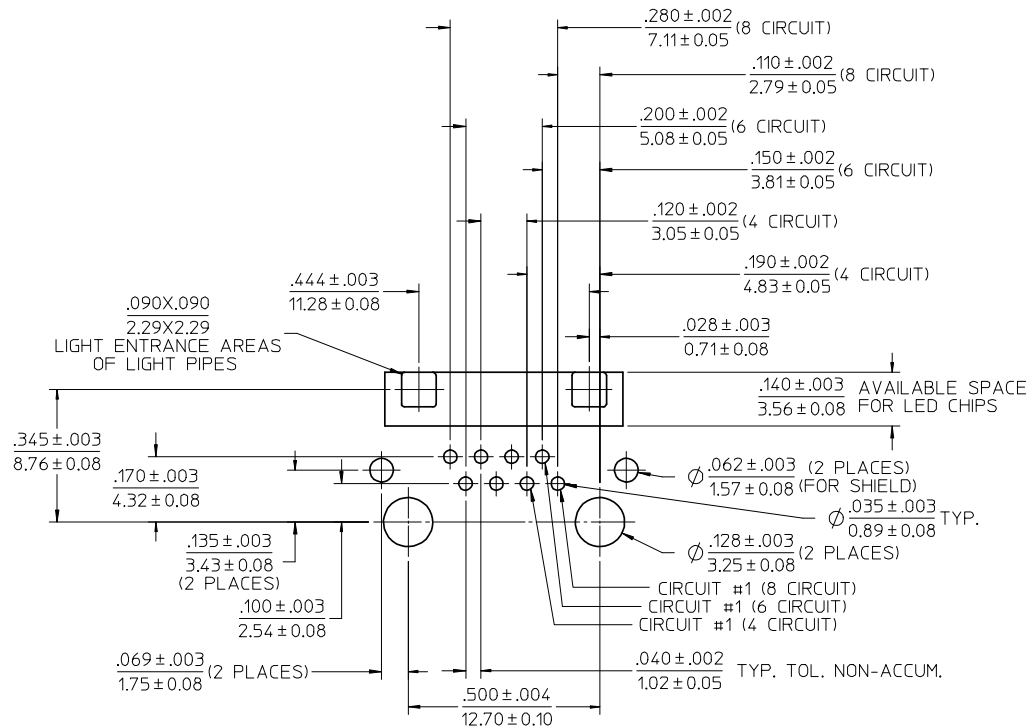 .280±.002
7.11±0.05
(8 CIRCUIT)
.110±.002
2.79±0.05
(8 CIRCUIT)
.200±.002
5.08±0.05
(6 CIRCUIT)
.150±.002
3.81±0.05
(6 CIRCUIT)
.120±.002
3.05±0.05
(4 CIRCUIT)
.190±.002
4.83±0.05
(4 CIRCUIT)
.444±.003
11.28±0.08
.028±.003
0.71±0.08
.090X.090
2.29X2.29
LIGHT ENTRANCE AREAS
OF LIGHT PIPES
.140±.003
3.56±0.08
AVAILABLE SPACE
FOR LED CHIPS
.345±.003
8.76±0.08
.170±.003
4.32±0.08
Ø .062±.003
1.57±0.08
(2 PLACES)
(FOR SHIELD)
Ø .035±.003
0.89±0.08
TYP.
.135±.003
3.43±0.08
(2 PLACES)
Ø .128±.003
3.25±0.08
(2 PLACES)
.100±.003
2.54±0.08
CIRCUIT #1 (8 CIRCUIT)
CIRCUIT #1 (6 CIRCUIT)
CIRCUIT #1 (4 CIRCUIT)
.069±.003
1.75±0.08
(2 PLACES)
.040±.002
1.02±0.05
TYP. TOL. NON-ACCUM.
.500±.004
12.70±0.10